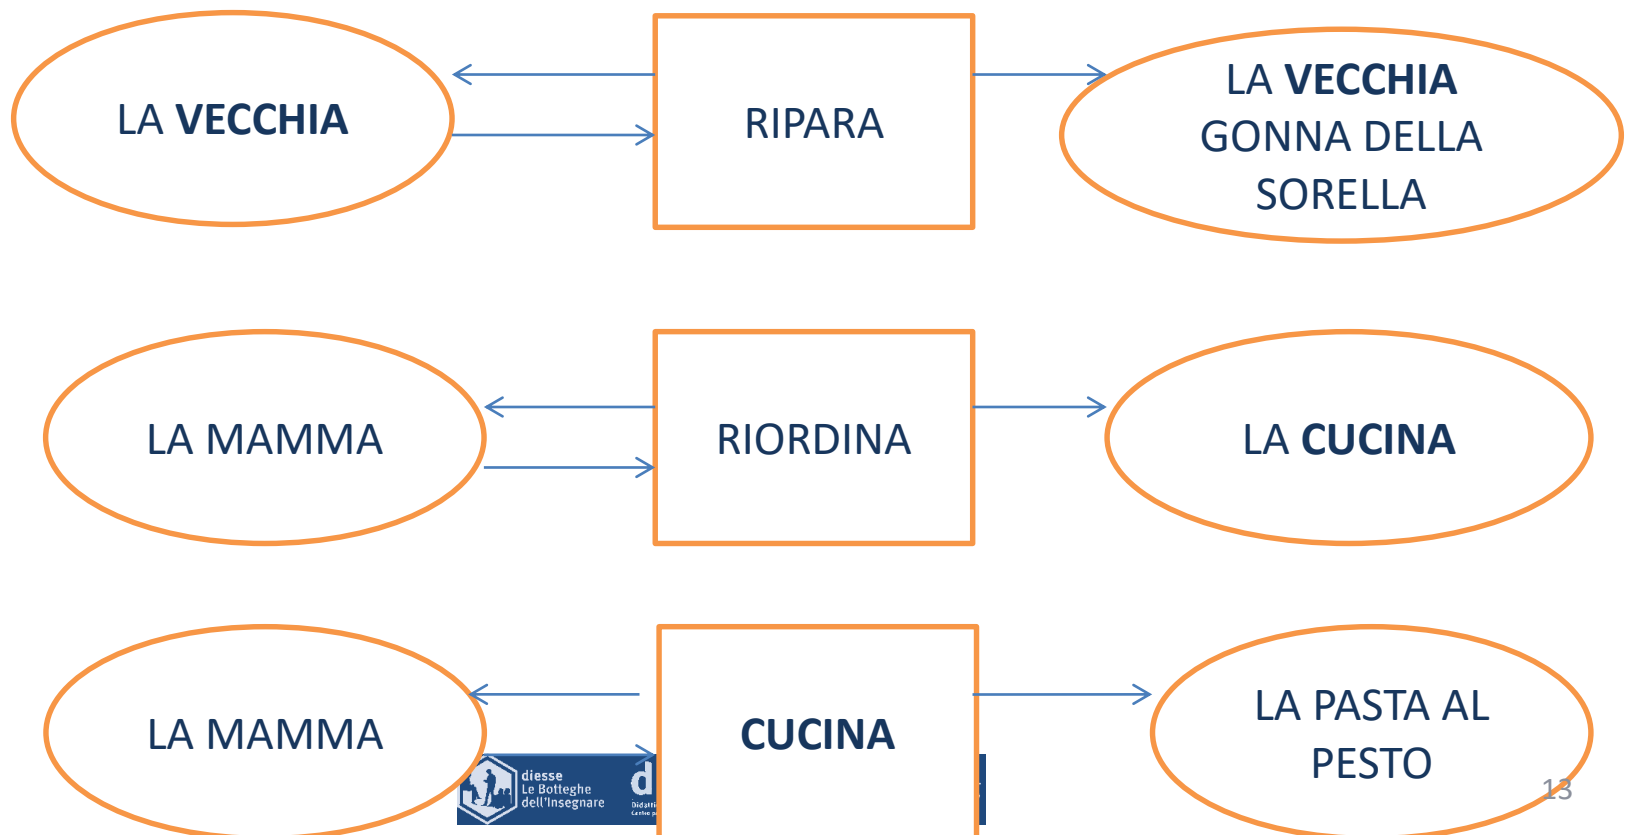 LA VECCHIA
RIPARA
LA VECCHIA
GONNA DELLA
SORELLA
LA MAMMA
RIORDINA
LA CUCINA
LA MAMMA
CUCINA
LA PASTA AL
PESTO
diesse
Le Botteghe
dell'Insegnare
d
13